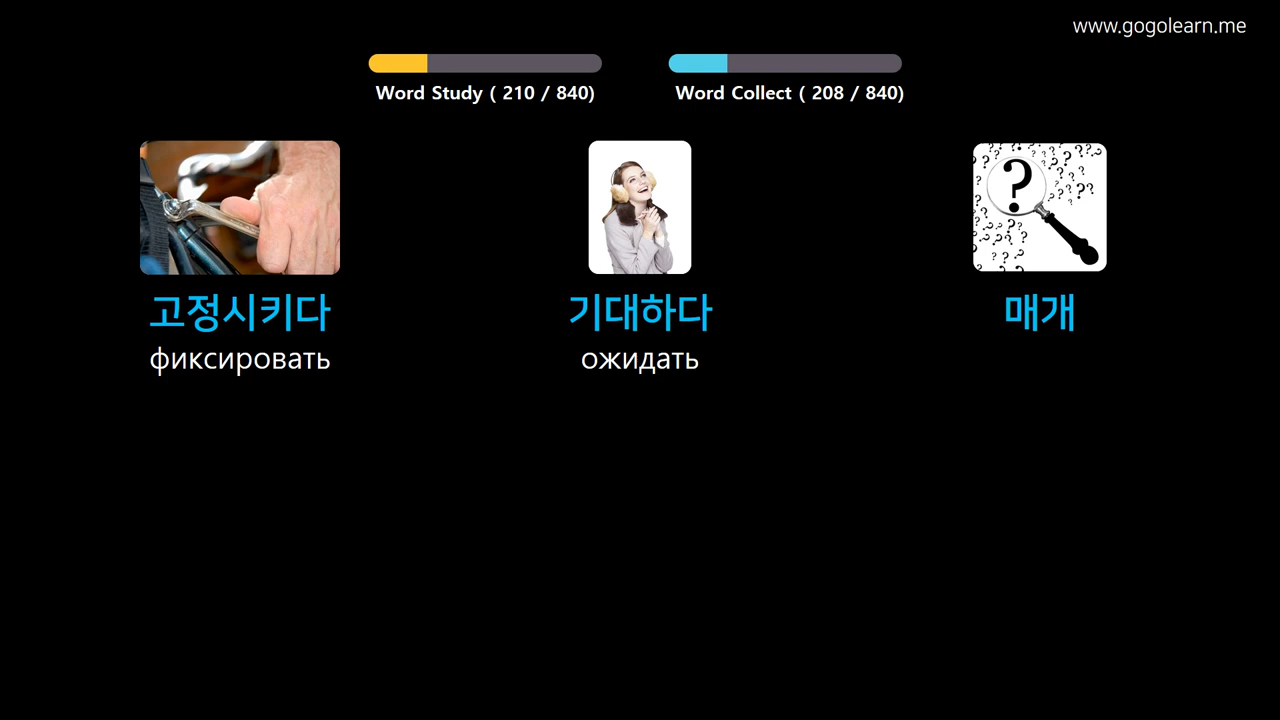 www.gogolearn.me
Word Study ( 210 / 840)
Word Collect ( 208 / 840)
고정시키다
фиксировать
기대하다
ожидать
매개